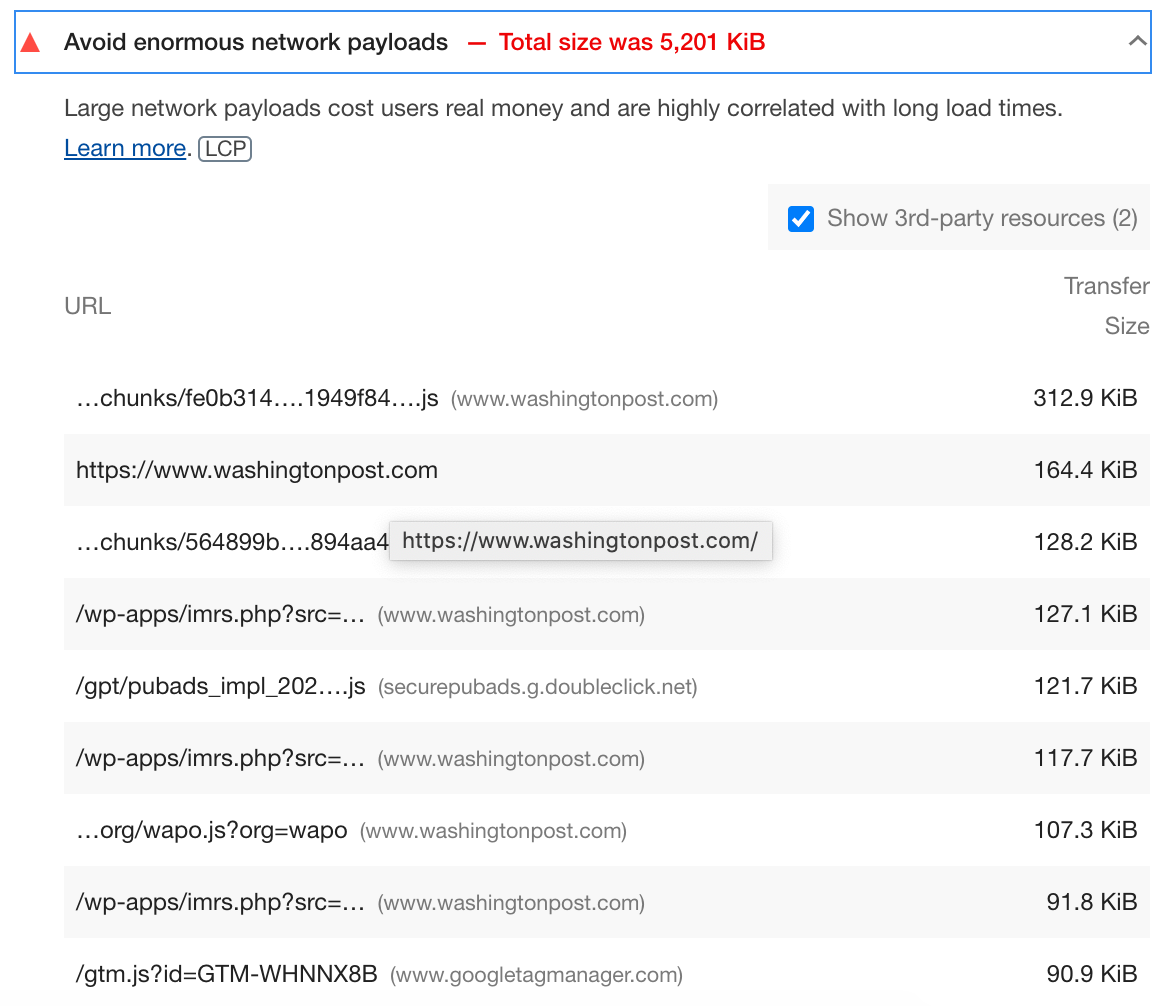 Avoid enormous network payloads — Total size was 5,201 KiB
Large network payloads cost users real money and are highly correlated with long load times.
Learn more. LCP
Show 3rd-party resources (2)
URL
Transfer
Size
…chunks/fe0b314….1949f84….js (www.washingtonpost.com) 312.9 KiB
https://www.washingtonpost.com 164.4 KiB
…chunks/564899b….894aa4 https://www.washingtonpost.com/ 128.2 KiB
/wp-apps/imrs.php?src=… (www.washingtonpost.com) 127.1 KiB
/gpt/pubads_impl_202….js (securepubads.g.doubleclick.net) 121.7 KiB
/wp-apps/imrs.php?src=… (www.washingtonpost.com) 117.7 KiB
…org/wapo.js?org=wapo (www.washingtonpost.com) 107.3 KiB
/wp-apps/imrs.php?src=… (www.washingtonpost.com) 91.8 KiB
/gtm.js?id=GTM-WHNNX8B (www.googletagmanager.com) 90.9 KiB